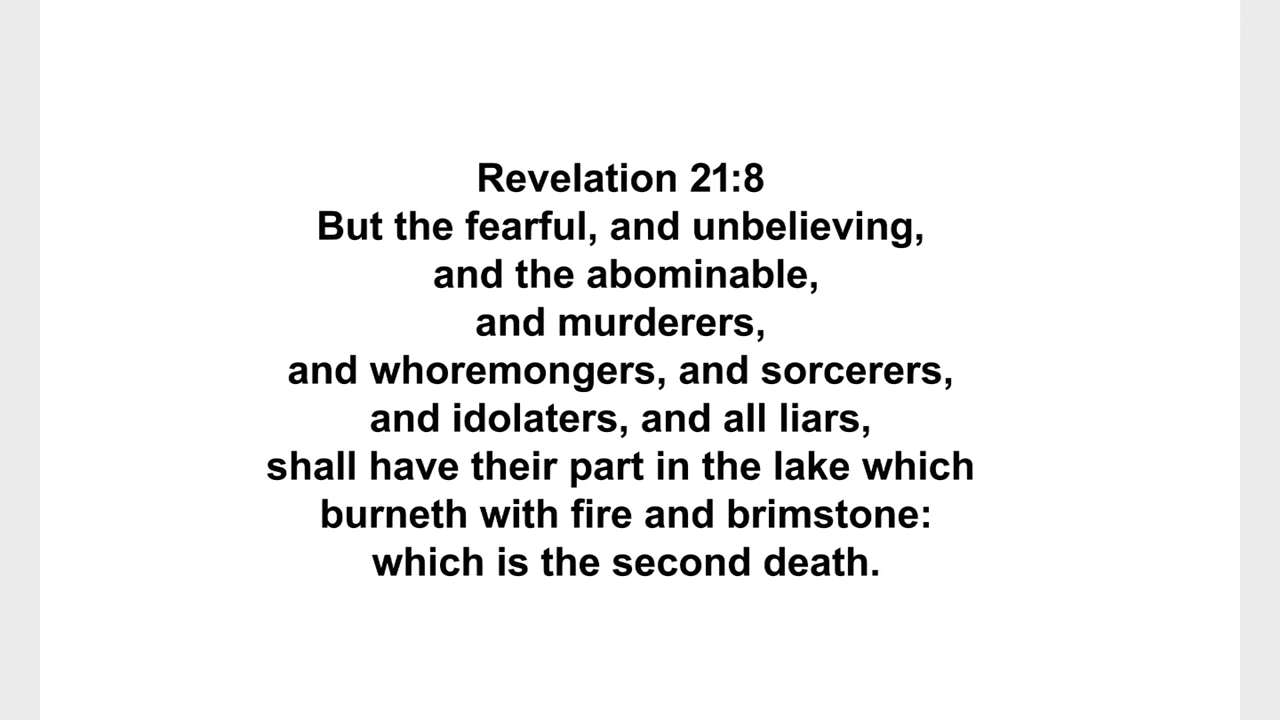 Revelation 21:8
But the fearful, and unbelieving,
and the abominable,
and murderers,
and whoremongers, and sorcerers,
and idolaters, and all liars,
shall have their part in the lake which
burneth with fire and brimstone:
which is the second death.